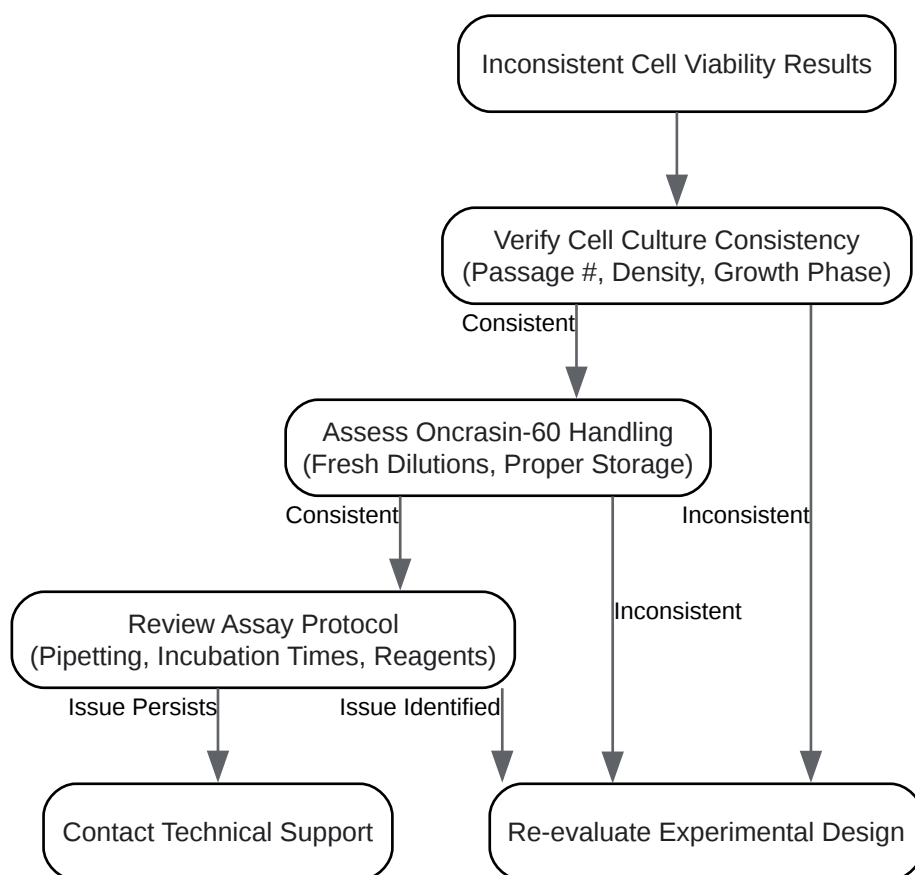 Inconsistent Cell Viability Results
Verify Cell Culture Consistency
(Passage #, Density, Growth Phase)
Consistent
Assess Oncrasin-60 Handling
(Fresh Dilutions, Proper Storage)
Consistent
Inconsistent
Inconsistent
Review Assay Protocol
(Pipetting, Incubation Times, Reagents)
Issue Persists
Issue Identified
Contact Technical Support
Re-evaluate Experimental Design